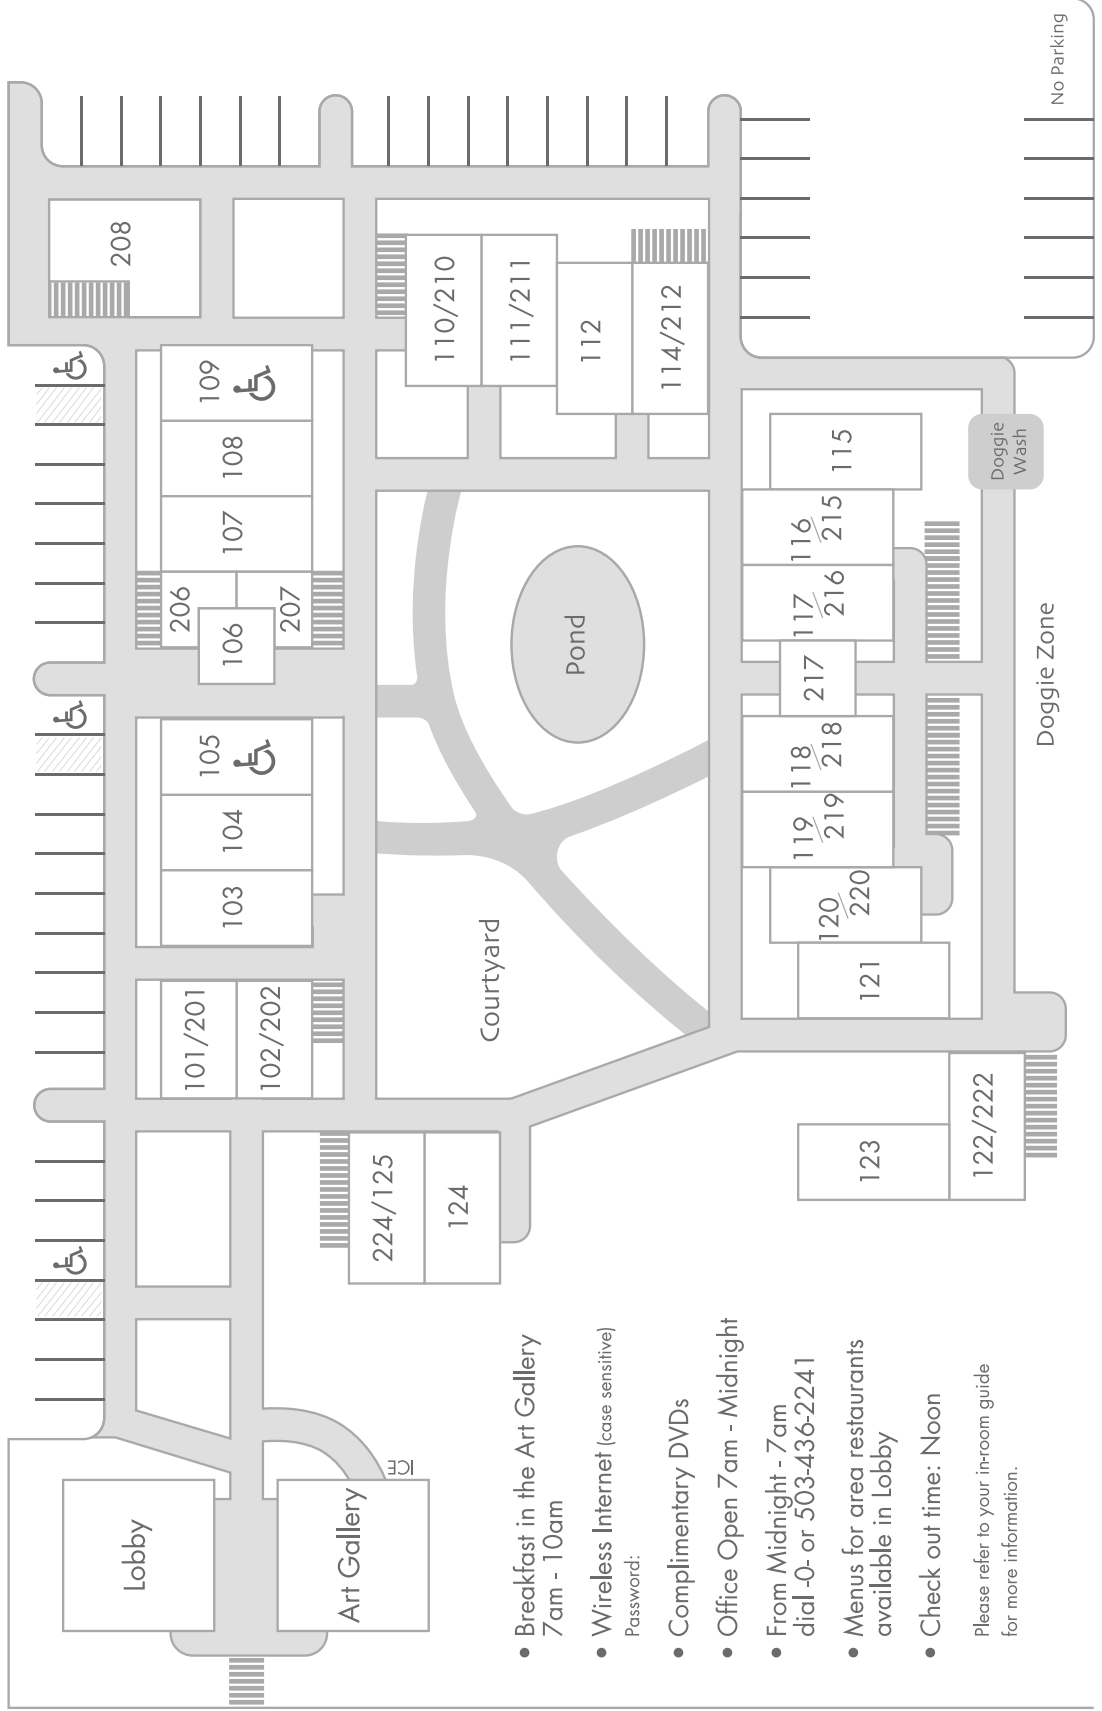 Lobby
Art Gallery
ICE
101/201
102/202
103
104
105
106
206
207
107
108
109
208
224/125
124
Courtyard
Pond
110/210
111/211
112
114/212
123
122/222
121
120/220
119/219
118/218
217
117/216
116/215
115
Doggie
Wash
Doggie Zone
No Parking
• Breakfast in the Art Gallery
7am - 10am
• Wireless Internet (case sensitive)
Password:
• Complimentary DVDs
• Office Open 7am - Midnight
• From Midnight - 7am
dial -0- or 503-436-2241
• Menus for area restaurants
available in Lobby
• Check out time: Noon
Please refer to your in-room guide
for more information.